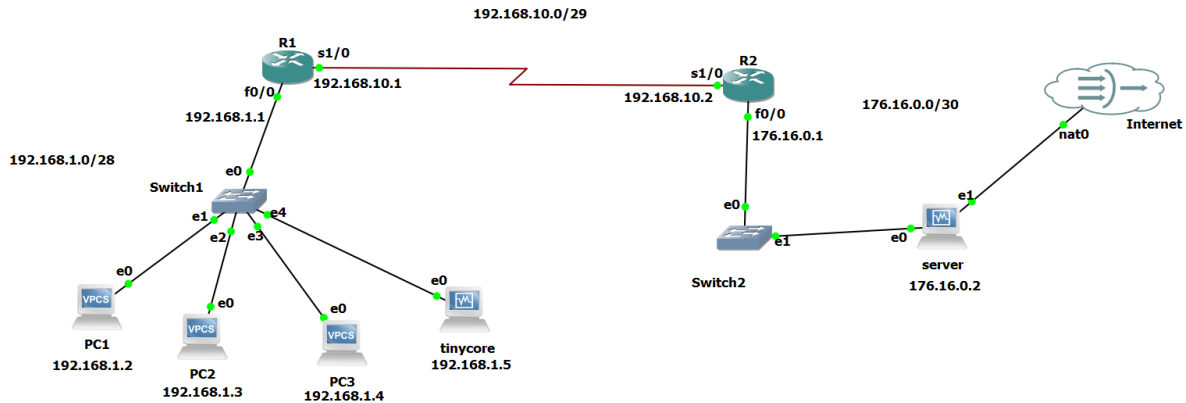 192.168.10.0/29
R1
s1/0
192.168.10.1
f0/0
192.168.1.1
R2
s1/0
192.168.10.2
f0/0
176.16.0.1
176.16.0.0/30
Internet
nat0
192.168.1.0/28
e0
Switch1
e1
e2
e3
e4
e0
e1
Switch2
e1
e0
server
176.16.0.2
e0
VPCS
PC1
192.168.1.2
e0
VPCS
PC2
192.168.1.3
e0
VPCS
PC3
192.168.1.4
e0
tinycore
192.168.1.5